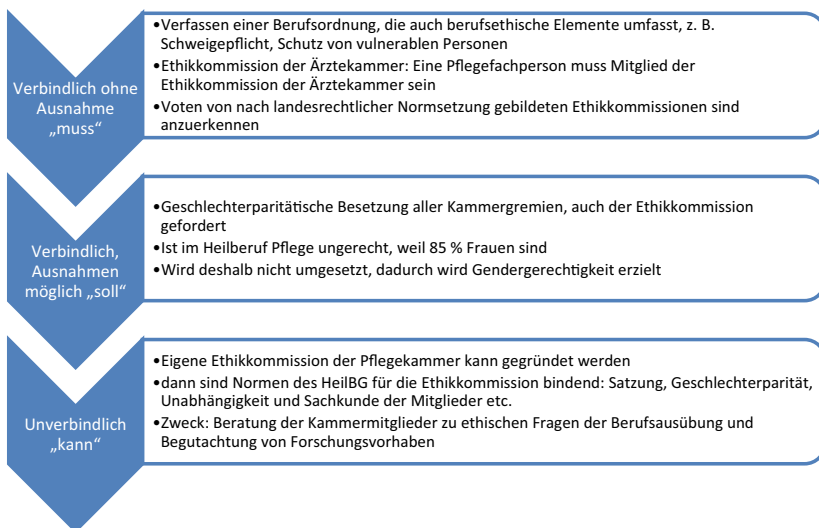 Verbindlich ohne
Ausnahme
„muss“
•Verfassen einer Berufsordnung, die auch berufsethische Elemente umfasst, z. B.
Schweigepflicht, Schutz von vulnerablen Personen
•Ethikkommission der Ärztekammer: Eine Pflegefachperson muss Mitglied der
Ethikkommission der Ärztekammer sein
•Voten von nach landesrechtlicher Normsetzung gebildeten Ethikkommissionen sind
anzuerkennen
Verbindlich,
Ausnahmen
möglich „soll“
•Geschlechterparitätische Besetzung aller Kammergremien, auch der Ethikkommission
gefordert
•Ist im Heilberuf Pflege ungerecht, weil 85 % Frauen sind
•Wird deshalb nicht umgesetzt, dadurch wird Gendergerechtigkeit erzielt
Unverbindlich
„kann“
•Eigene Ethikkommission der Pflegekammer kann gegründet werden
•dann sind Normen des HeilBG für die Ethikkommission bindend: Satzung, Geschlechterparität,
Unabhängigkeit und Sachkunde der Mitglieder etc.
•Zweck: Beratung der Kammermitglieder zu ethischen Fragen der Berufsausübung und
Begutachtung von Forschungsvorhaben